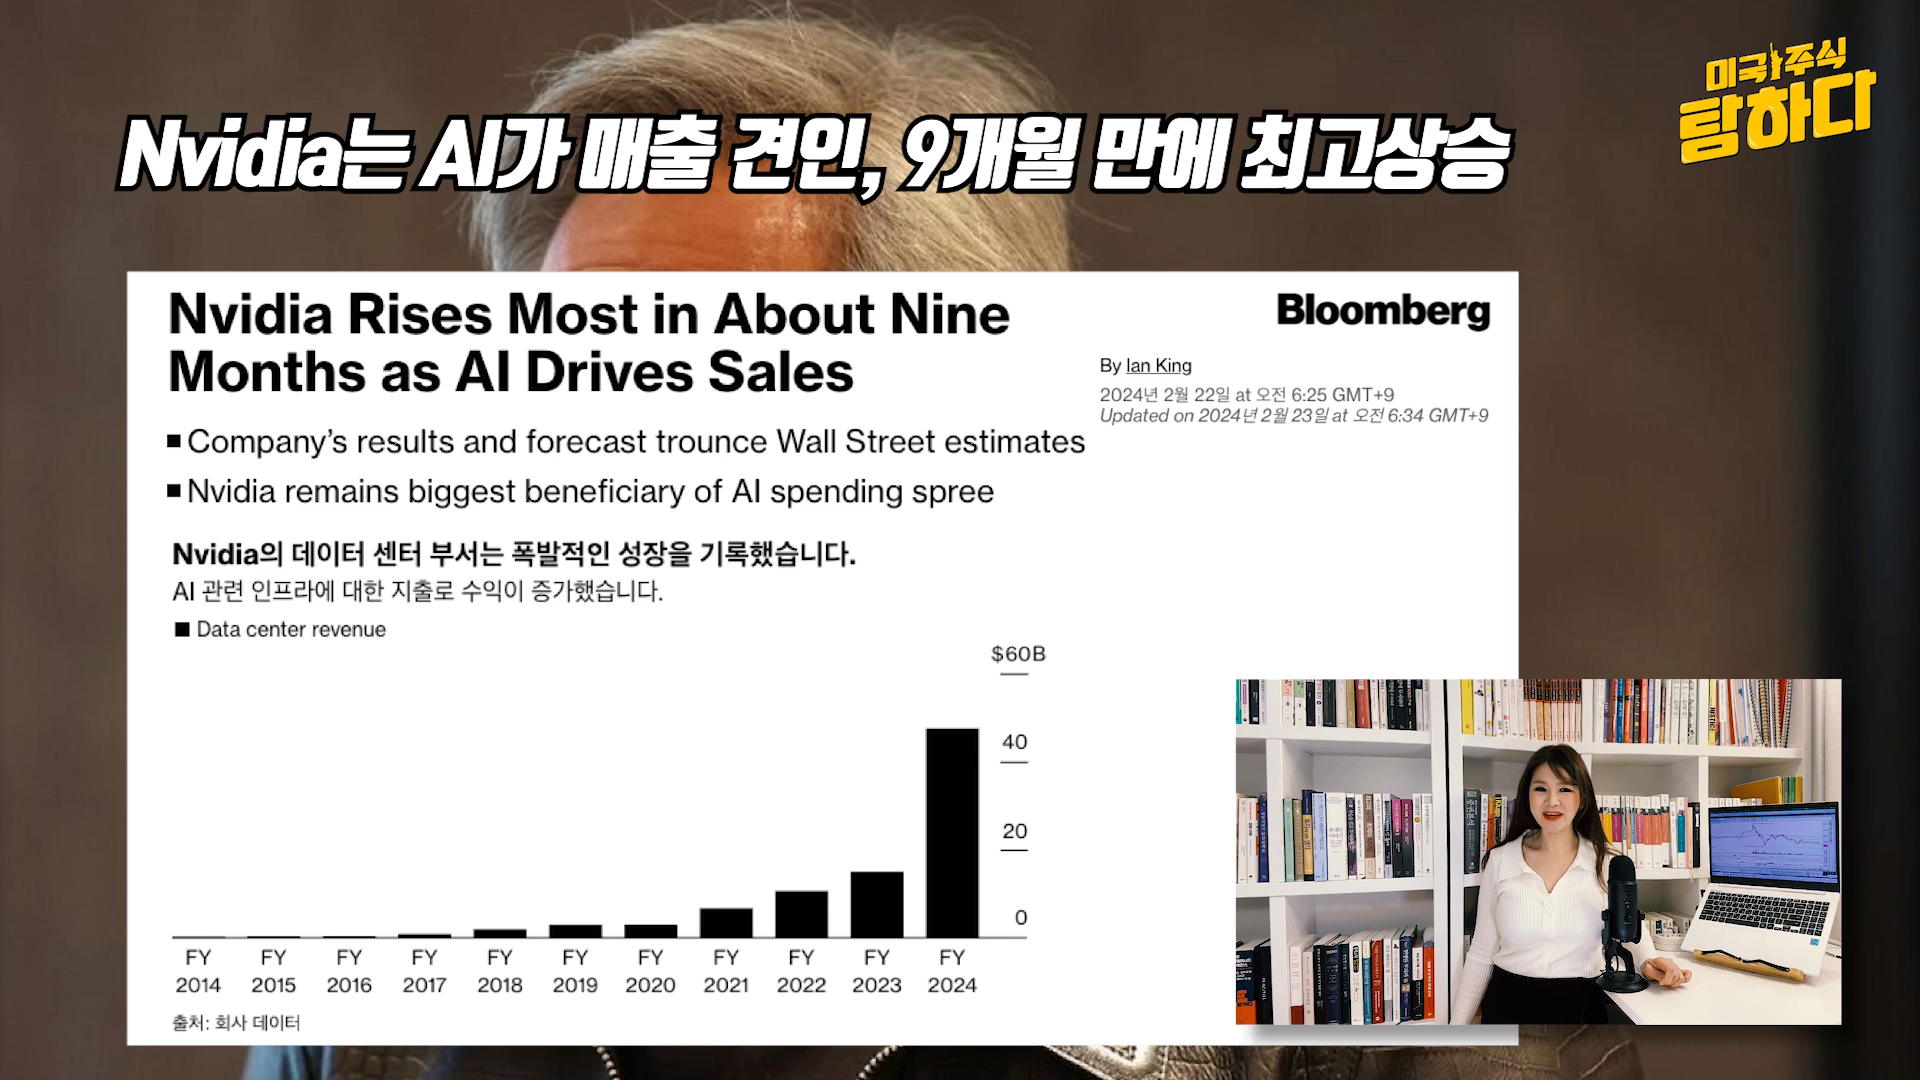 미국주식
탐하다
Nvidia는 AI가 매출 견인, 9개월 만에 최고상승
Nvidia Rises Most in About Nine
Months as AI Drives Sales
Bloomberg
By Ian King
2024년 2월 22일 at 오전 6:25 GMT+9
Updated on 2024년 2월 23일 at 오전 6:34 GMT+9
■ Company's results and forecast trounce Wall Street estimates
■ Nvidia remains biggest beneficiary of AI spending spree
Nvidia의 데이터 센터 부서는 폭발적인 성장을 기록했습니다.
AI 관련 인프라에 대한 지출로 수익이 증가했습니다.
■ Data center revenue
$60B
40
20
0
FY FY FY FY FY FY FY FY FY FY FY
2014 2015 2016 2017 2018 2019 2020 2021 2022 2023 2024
출처: 회사 데이터